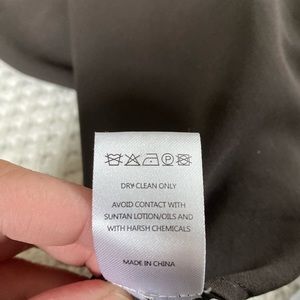 DRY CLEAN ONLY
AVOID CONTACT WITH
SUNTAN LOTION/OILS AND
WITH HARSH CHEMICALS
MADE IN CHINA